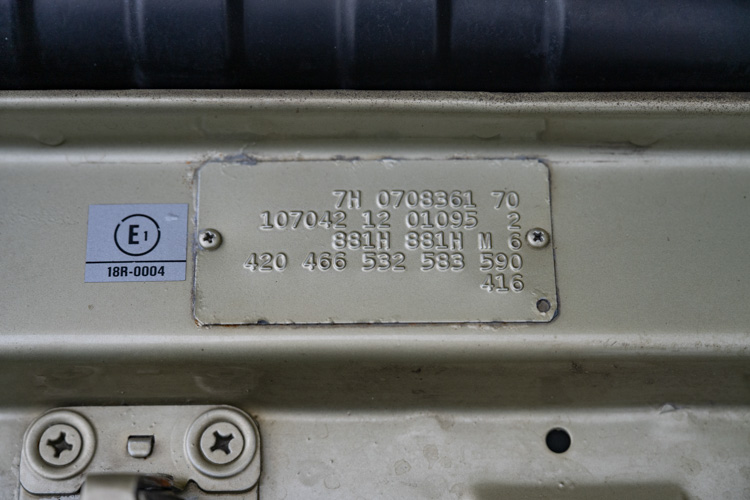 7H 0708361 70
107042 12 01095 2
881H 881H M 6
420 466 532 583 590
416
E1
18R-0004